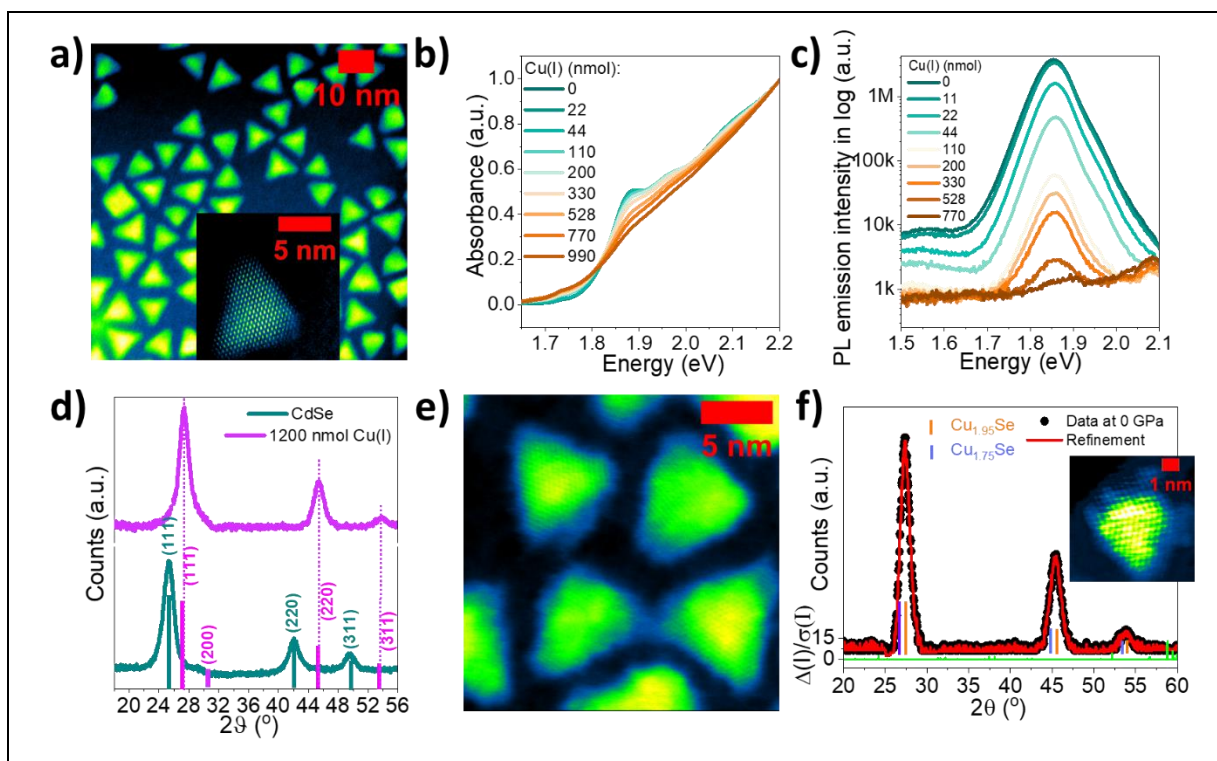 a)
10 nm
5 nm
b)
Cu(I) (nmol):
0
22
44
110
200
330
528
770
990
Absorbance (a.u.)
1.0
0.8
0.6
0.4
0.2
0.0
1.7 1.8 1.9 2.0 2.1 2.2
Energy (eV)
c)
Cu(I) (nmol)
0
11
22
44
110
200
330
528
770
PL emission intensity in log (a.u.)
1M
100k
10k
1k
1.5 1.6 1.7 1.8 1.9 2.0 2.1
Energy (eV)
d)
CdSe
1200 nmol Cu(I)
Counts (a.u.)
(111)
(111)
(200)
(220)
(220)
(311)
(311)
20 24 28 32 36 40 44 48 52 56
2ϑ (º)
e)
5 nm
f)
Cu1.95Se
Cu1.75Se
Data at 0 GPa
Refinement
1 nm
Counts (a.u.)
Δ(I)/σ(I)
15
0
20 25 30 35 40 45 50 55 60
2θ (º)